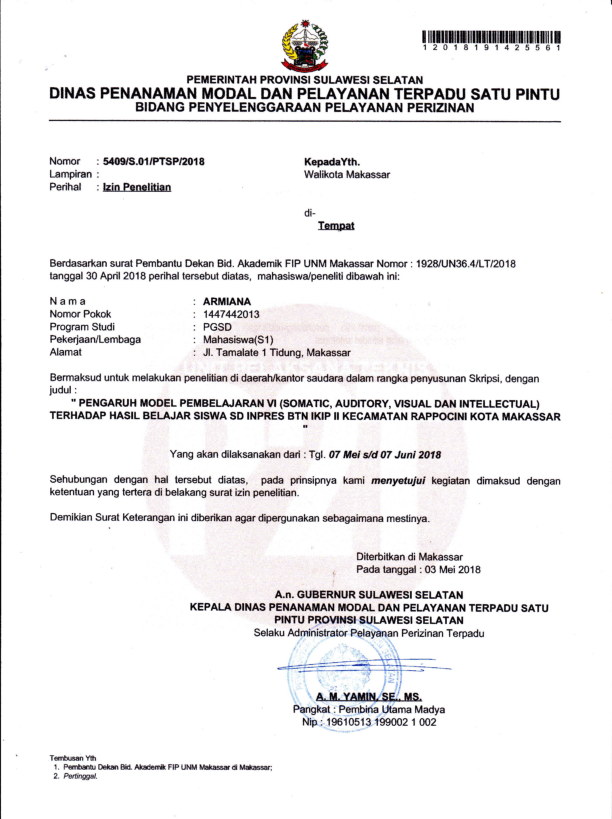 1 2 0 1 8 1 9 1 4 2 5 5 6 1
PEMERINTAH PROVINSI SULAWESI SELATAN
DINAS PENANAMAN MODAL DAN PELAYANAN TERPADU SATU PINTU
BIDANG PENYELENGGARAAN PELAYANAN PERIZINAN
Nomor : 5409/S.01/PTSP/2018
KepadaYth.
Lampiran :
Walikota Makassar
Perihal : Izin Penelitian
di-
Tempat
Berdasarkan surat Pembantu Dekan Bid. Akademik FIP UNM Makassar Nomor : 1928/UN36.4/LT/2018
tanggal 30 April 2018 perihal tersebut diatas, mahasiswa/peneliti dibawah ini:
N a m a : ARMIANA
Nomor Pokok : 1447442013
Program Studi : PGSD
Pekerjaan/Lembaga : Mahasiswa(S1)
Alamat : Jl. Tamalate 1 Tidung, Makassar
Bermaksud untuk melakukan penelitian di daerah/kantor saudara dalam rangka penyusunan Skripsi, dengan
judul :
" PENGARUH MODEL PEMBELAJARAN VI (SOMATIC, AUDITORY, VISUAL DAN INTELLECTUAL)
TERHADAP HASIL BELAJAR SISWA SD INPRES BTN IKIP II KECAMATAN RAPPOCINI KOTA MAKASSAR
"
Yang akan dilaksanakan dari : Tgl. 07 Mei s/d 07 Juni 2018
Sehubungan dengan hal tersebut diatas, pada prinsipnya kami menyetujui kegiatan dimaksud dengan
ketentuan yang tertera di belakang surat izin penelitian.
Demikian Surat Keterangan ini diberikan agar dipergunakan sebagaimana mestinya.
Diterbitkan di Makassar
Pada tanggal : 03 Mei 2018
A.n. GUBERNUR SULAWESI SELATAN
KEPALA DINAS PENANAMAN MODAL DAN PELAYANAN TERPADU SATU
PINTU PROVINSI SULAWESI SELATAN
Selaku Administrator Pelayanan Perizinan Terpadu
A. M. YAMIN, SE., MS.
Pangkat : Pembina Utama Madya
Nip : 19610513 199002 1 002
Tembusan Yth
1. Pembantu Dekan Bid. Akademik FIP UNM Makassar di Makassar;
2. Pertinggal.